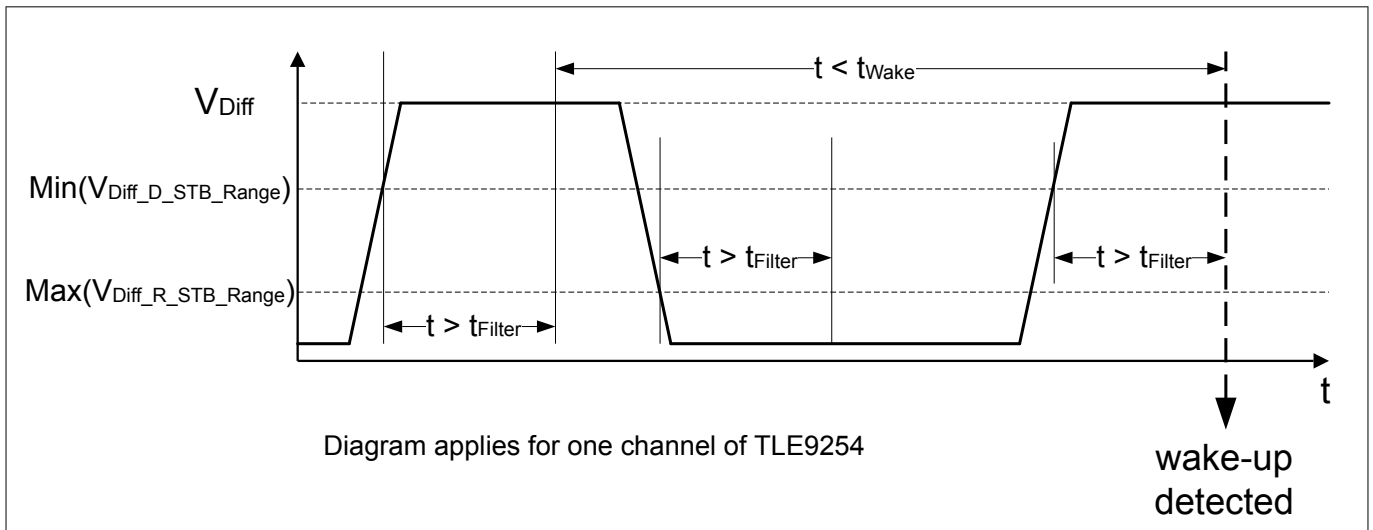 t < tWake
VDiff
Min(VDiff_D_STB_Range)
t > tFilter
t > tFilter
Max(VDiff_R_STB_Range)
t > tFilter
t
Diagram applies for one channel of TLE9254
wake-up
detected